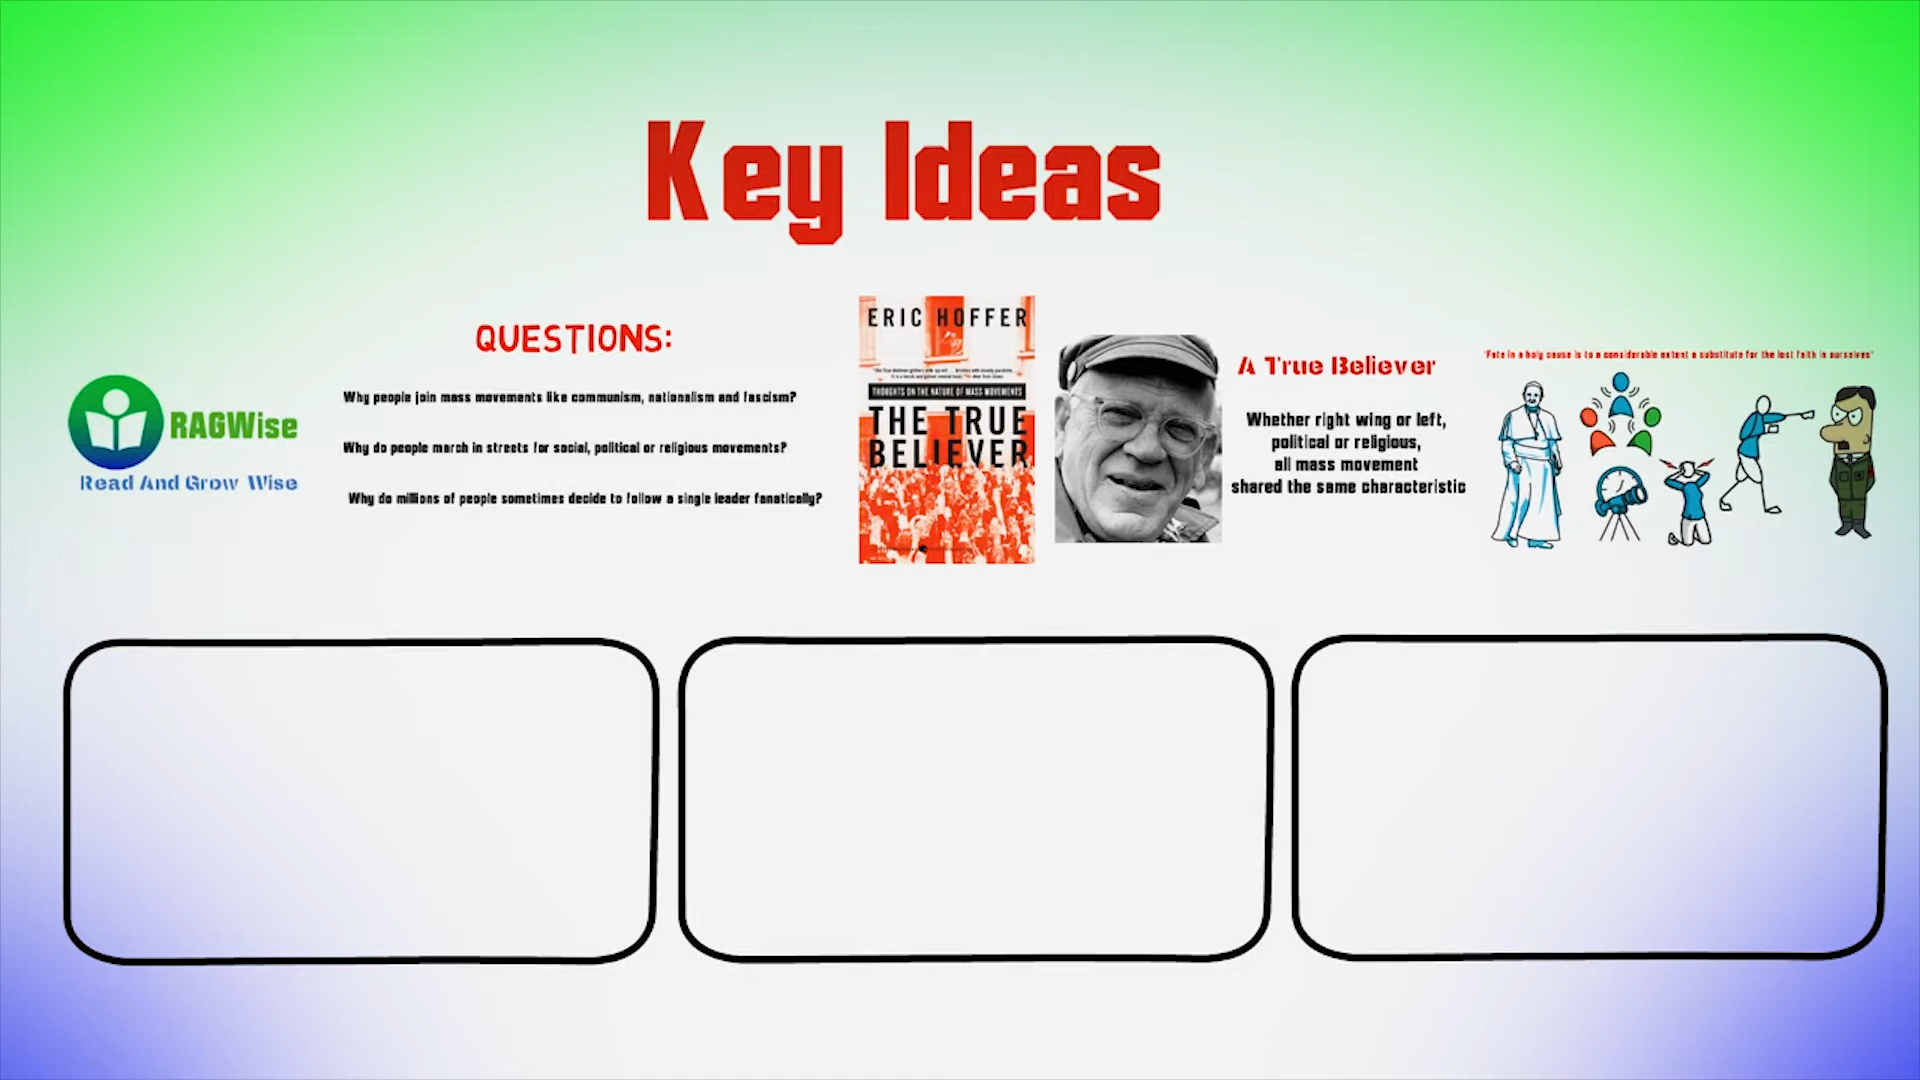 Key Ideas
RAGWise
Read And Grow Wise
QUESTIONS:
Why people join mass movements like communism, nationalism and fascism?
Why do people march in streets for social, political or religious movements?
Why do millions of people sometimes decide to follow a single leader fanatically?
ERIC HOFFER
THOUGHTS ON THE NATURE OF MASS MOVEMENTS
THE TRUE
BELIEVER
A True Believer
Whether right wing or left,
political or religious,
all mass movement
shared the same characteristic
"Fate in a holy cause is to a considerable extent a substitute for the lost faith in ourselves"